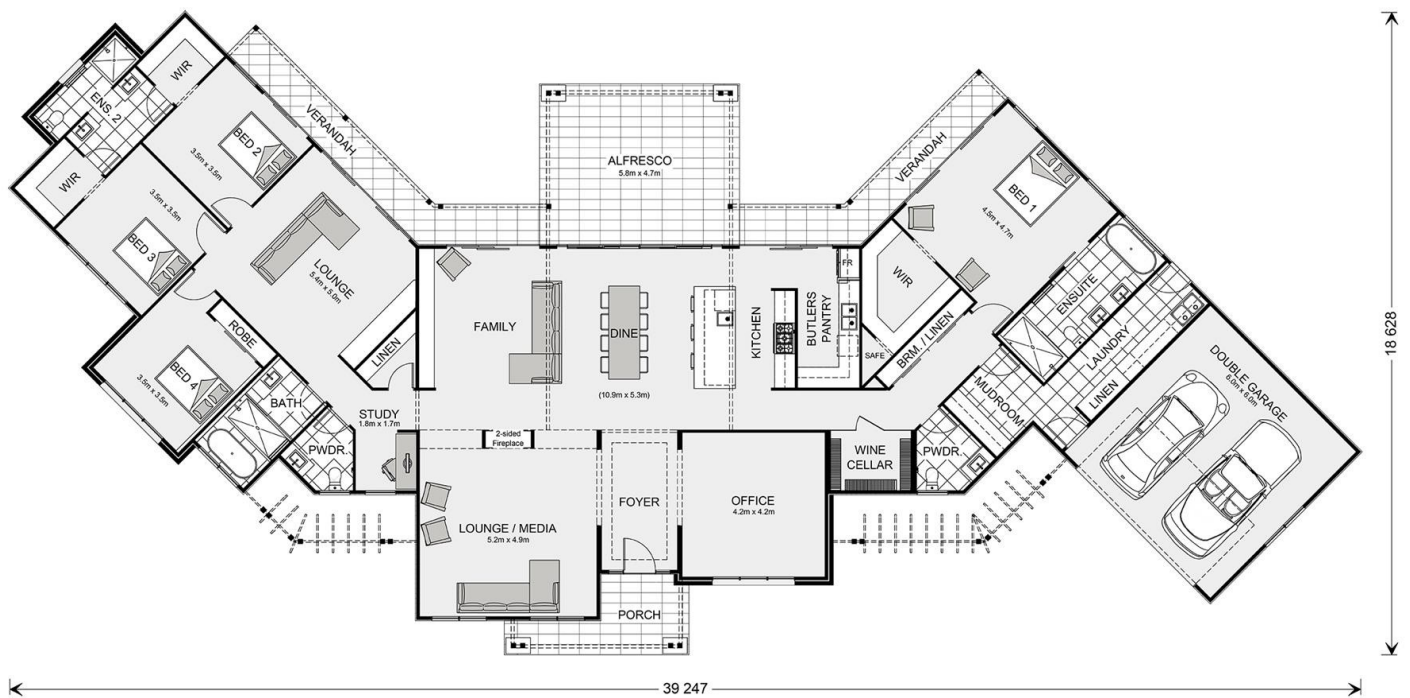 WIR
ENS. 2
WIR
BED 2
3.5m x 3.5m
VERANDAH
3.5m x 3.5m
BED 3
LOUNGE
5.4m x 5.0m
ROBE
BED 4
3.5m x 3.5m
LINEN
BATH
PWDR.
STUDY
1.8m x 1.7m
ALFRESCO
5.8m x 4.7m
FAMILY
DINE
(10.9m x 5.3m)
KITCHEN
BUTLERS
PANTRY
FR
2-sided
Fireplace
LOUNGE / MEDIA
5.2m x 4.9m
FOYER
OFFICE
4.2m x 4.2m
PORCH
WINE
CELLAR
PWDR.
VERANDAH
BED 1
4.5m x 4.7m
WIR
SAFE
BRM. / LINEN
ENSUITE
LAUNDRY
MUDROOM
LINEN
DOUBLE GARAGE
6.0m x 6.0m
18 628
39 247